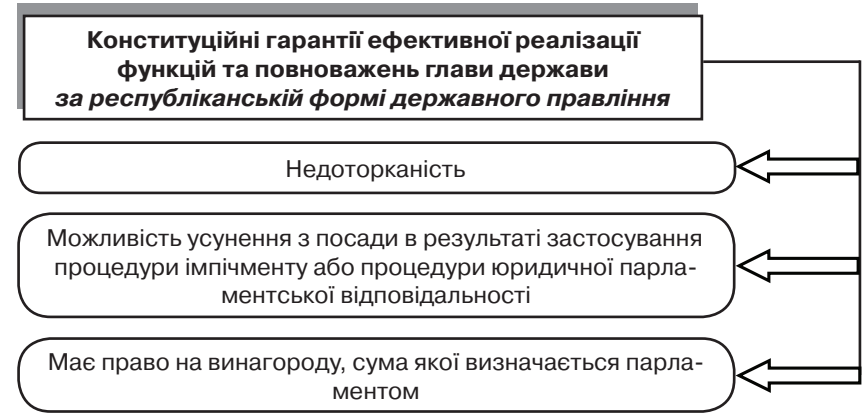 Конституційні гарантії ефективної реалізації
функцій та повноважень глави держави
за республіканській формі державного правління
Недоторканість
Можливість усунення з посади в результаті застосування
процедури імпічменту або процедури юридичної парла-
ментської відповідальності
Має право на винагороду, сума якої визначається парла-
ментом